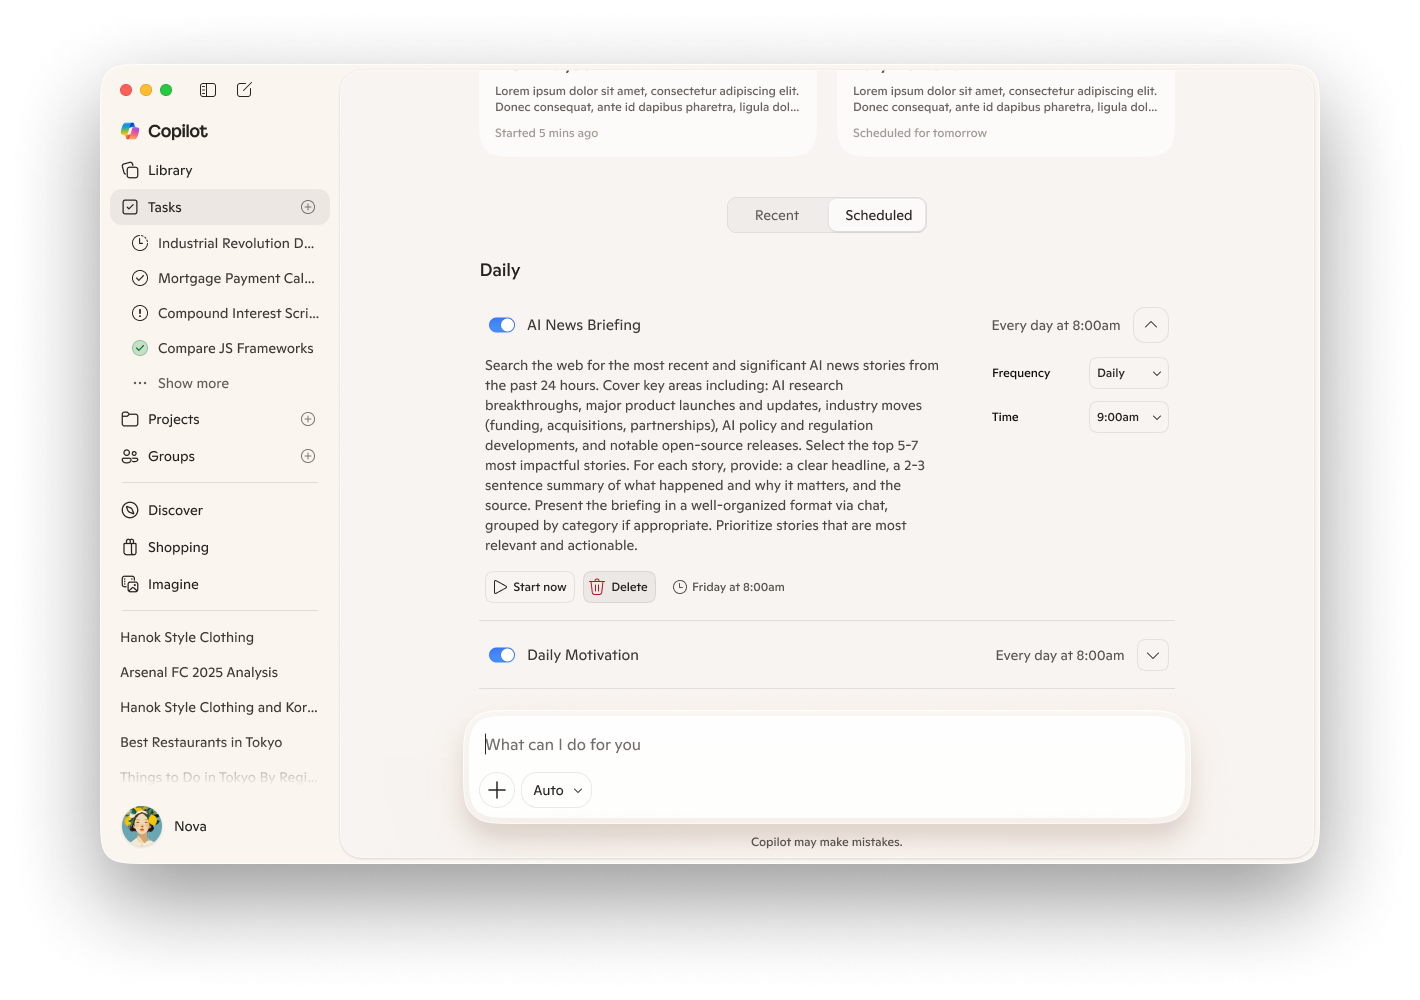 Copilot
Library
Tasks
Industrial Revolution D...
Mortgage Payment Cal...
Compound Interest Scri...
Compare JS Frameworks
Show more
Projects
Groups
Discover
Shopping
Imagine
Hanok Style Clothing
Arsenal FC 2025 Analysis
Hanok Style Clothing and Kor...
Best Restaurants in Tokyo
Things to Do in Tokyo By Regi...
Nova
Lorem ipsum dolor sit amet, consectetur adipiscing elit.
Donec consequat, ante id dapibus pharetra, ligula dol...
Started 5 mins ago
Lorem ipsum dolor sit amet, consectetur adipiscing elit.
Donec consequat, ante id dapibus pharetra, ligula dol...
Scheduled for tomorrow
Recent
Scheduled
Daily
AI News Briefing
Every day at 8:00am
Search the web for the most recent and significant AI news stories from
the past 24 hours. Cover key areas including: AI research
breakthroughs, major product launches and updates, industry moves
(funding, acquisitions, partnerships), AI policy and regulation
developments, and notable open-source releases. Select the top 5-7
most impactful stories. For each story, provide: a clear headline, a 2-3
sentence summary of what happened and why it matters, and the
source. Present the briefing in a well-organized format via chat,
grouped by category if appropriate. Prioritize stories that are most
relevant and actionable.
Frequency
Daily
Time
9:00am
Start now
Delete
Friday at 8:00am
Daily Motivation
Every day at 8:00am
What can I do for you
Auto
Copilot may make mistakes.